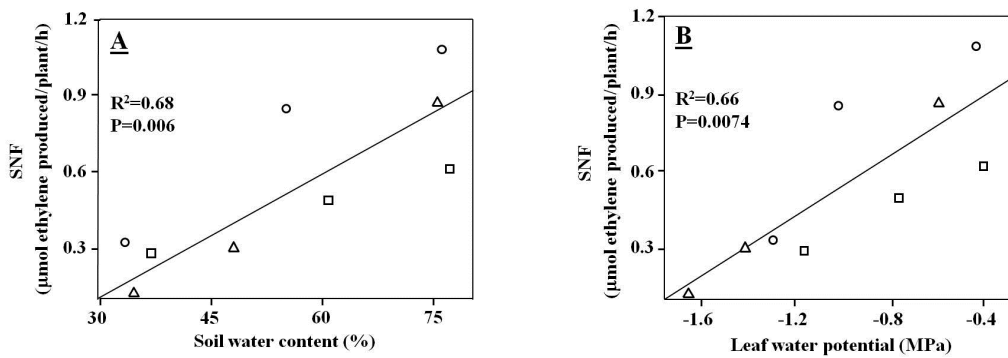 A
R²=0.68
P=0.006
SNF
(µmol ethylene produced/plant/h)
1.2
0.9
0.6
0.3
30
45
60
75
Soil water content (%)
B
R²=0.66
P=0.0074
SNF
(µmol ethylene produced/plant/h)
1.2
0.9
0.6
0.3
-1.6
-1.2
-0.8
-0.4
Leaf water potential (MPa)